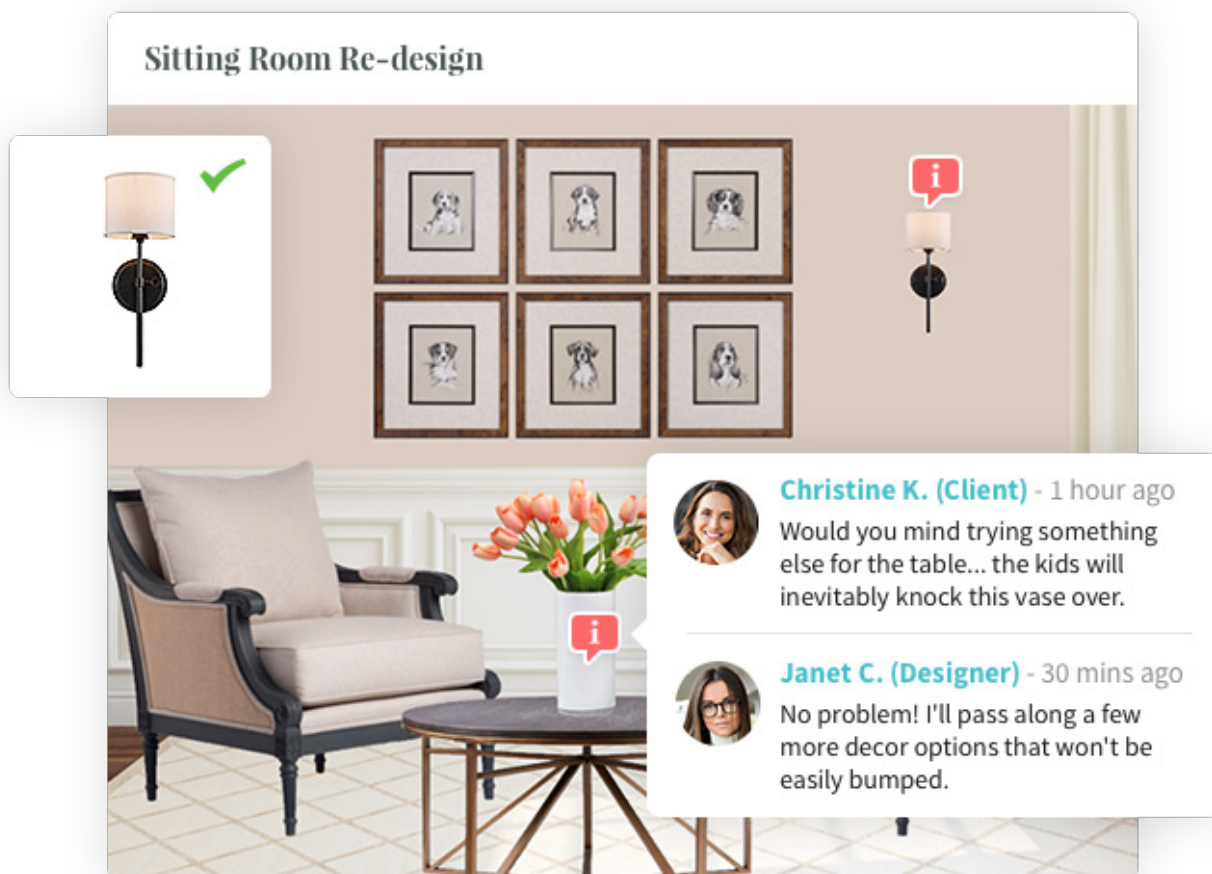 Sitting Room Re-design
i
Christine K. (Client) - 1 hour ago
Would you mind trying something
else for the table... the kids will
inevitably knock this vase over.
i
Janet C. (Designer) - 30 mins ago
No problem! I'll pass along a few
more decor options that won't be
easily bumped.